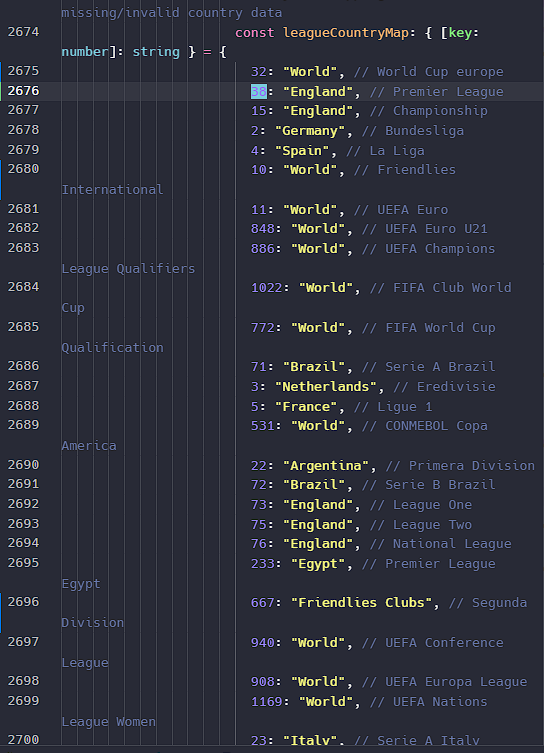 missing/invalid country data
2674 const leagueCountryMap: { [key:
number]: string } = {
2675 32: "World", // World Cup europe
2676 38: "England", // Premier League
2677 15: "England", // Championship
2678 2: "Germany", // Bundesliga
2679 4: "Spain", // La Liga
2680 10: "World", // Friendlies
International
2681 11: "World", // UEFA Euro
2682 848: "World", // UEFA Euro U21
2683 886: "World", // UEFA Champions
League Qualifiers
2684 1022: "World", // FIFA Club World
Cup
2685 772: "World", // FIFA World Cup
Qualification
2686 71: "Brazil", // Serie A Brazil
2687 3: "Netherlands", // Eredivisie
2688 5: "France", // Ligue 1
2689 531: "World", // CONMEBOL Copa
America
2690 22: "Argentina", // Primera Division
2691 72: "Brazil", // Serie B Brazil
2692 73: "England", // League One
2693 75: "England", // League Two
2694 76: "England", // National League
2695 233: "Egypt", // Premier League
Egypt
2696 667: "Friendlies Clubs", // Segunda
Division
2697 940: "World", // UEFA Conference
League
2698 908: "World", // UEFA Europa League
2699 1169: "World", // UEFA Nations
League Women
2700 23: "Italy", // Serie A Italy